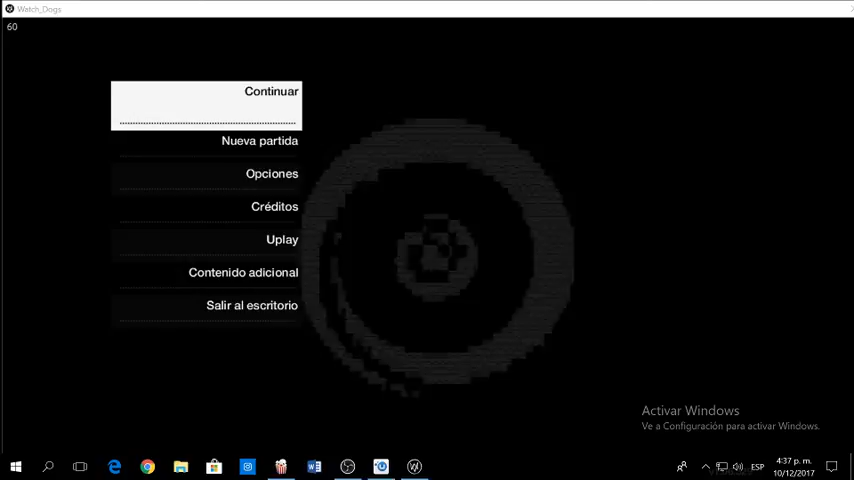 Watch_Dogs
60
Continuar
Nueva partida
Opciones
Créditos
Uplay
Contenido adicional
Salir al escritorio
Activar Windows
Ve a Configuración para activar Windows.
ESP
4:37 p. m.
10/12/2017